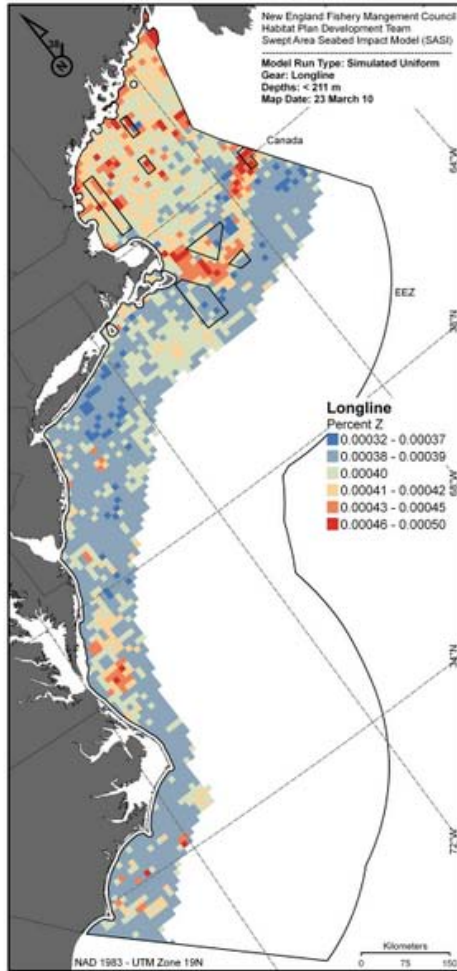 New England Fishery Mangement Council
Habitat Plan Development Team
Swept Area Seabed Impact Model (SASI)
Model Run Type: Simulated Uniform
Gear: Longline
Depths: < 211 m
Map Date: 23 March 10
N
Canada
64°W
EEZ
Longline
Percent Z
0.00032 - 0.00037
0.00038 - 0.00039
0.00040
0.00041 - 0.00042
0.00043 - 0.00045
0.00046 - 0.00050
34°N
72°W
Kilometers
0
150
NAD 1983 - UTM Zone 19N